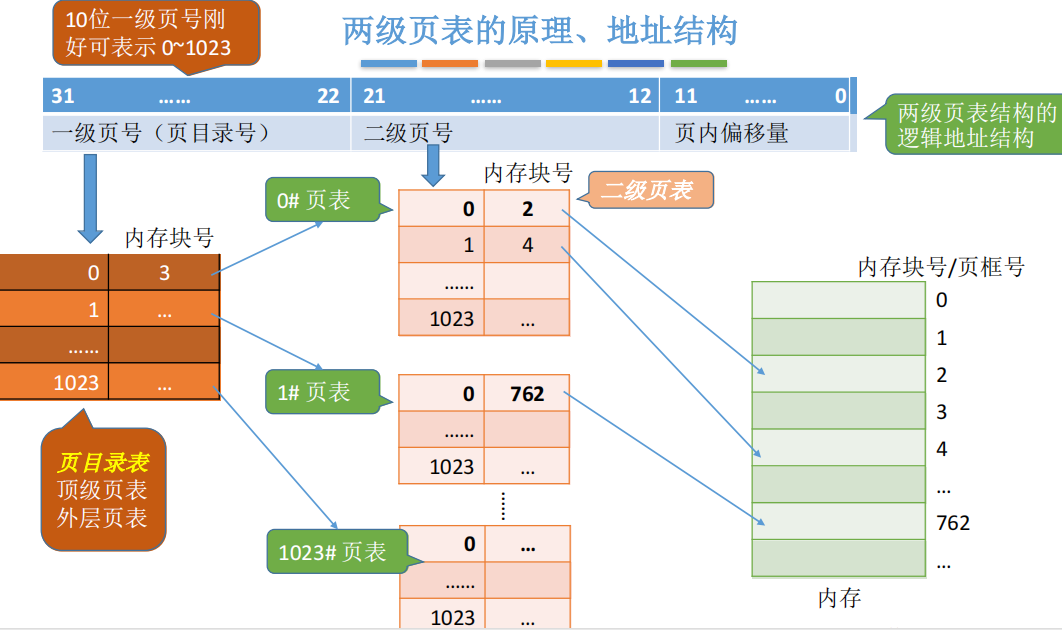 10位一级页号刚
好可表示 0~1023
两级页表的原理、地址结构
31 …… 22 21 …… 12 11 …… 0
一级页号（页目录号） 二级页号 页内偏移量
两级页表结构的
逻辑地址结构
内存块号
0 3
1 …
……
1023 …
页目录表
顶级页表
外层页表
0# 页表
内存块号
二级页表
0 2
1 4
……
1023 …
1# 页表
0 762
……
1023 …
……
1023# 页表
0 …
……
1023 …
内存块号/页框号
0
1
2
3
4
…
762
…
内存